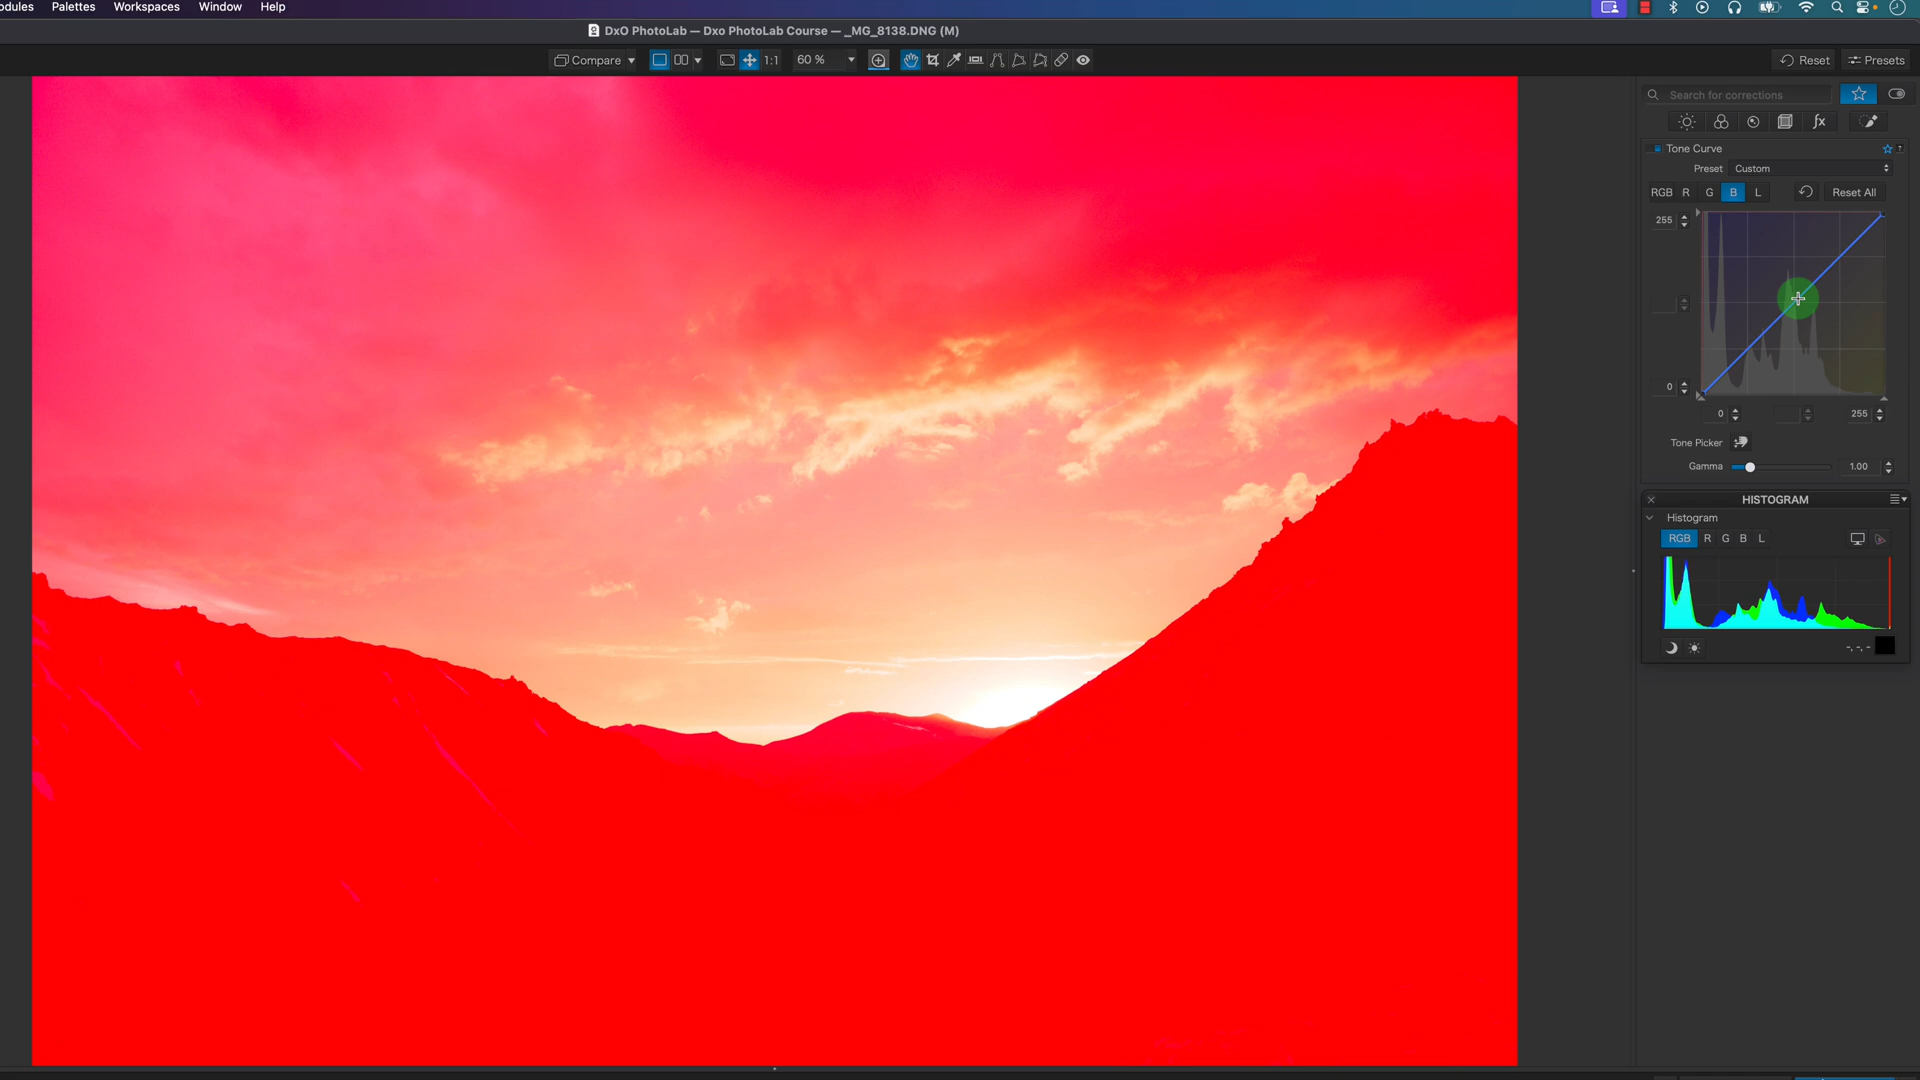 odules Palettes Workspaces Window Help
DxO PhotoLab — Dxo PhotoLab Course — _MG_8138.DNG (M)
Compare 1:1 60 % Reset Presets
Search for corrections
fx
Tone Curve ?
Preset Custom
RGB R G B L Reset All
255
0
0 255
Tone Picker
Gamma 1.00
HISTOGRAM
Histogram
RGB R G B L
-, -, -